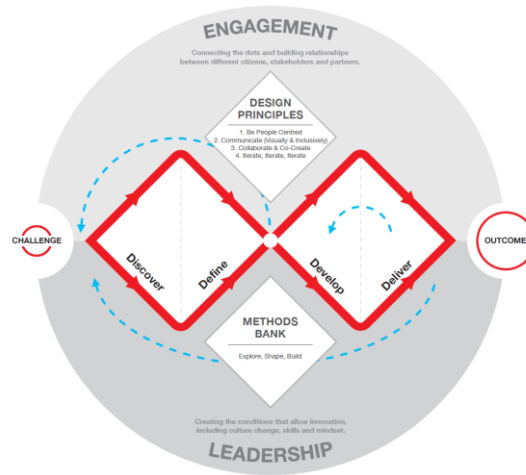 ENGAGEMENT
Connecting the dots and building relationships
between different citizens, stakeholders and partners.
DESIGN
PRINCIPLES
1. Be People Centred
2. Communicate (Visually & Inclusively)
3. Collaborate & Co-Create
4. Iterate, Iterate, Iterate
CHALLENGE
OUTCOME
Discover
Define
Develop
Deliver
METHODS
BANK
Explore, Shape, Build
Creating the conditions that allow innovation,
including culture change, skills and mindset.
LEADERSHIP